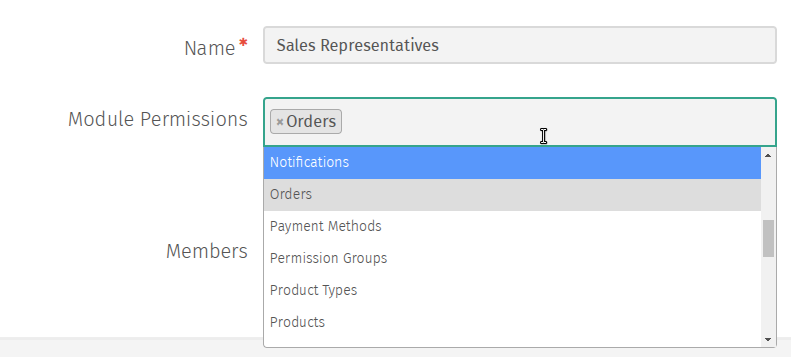 Name * Sales Representatives
Module Permissions × Orders
Notifications
Orders
Payment Methods
Permission Groups
Members
Product Types
Products